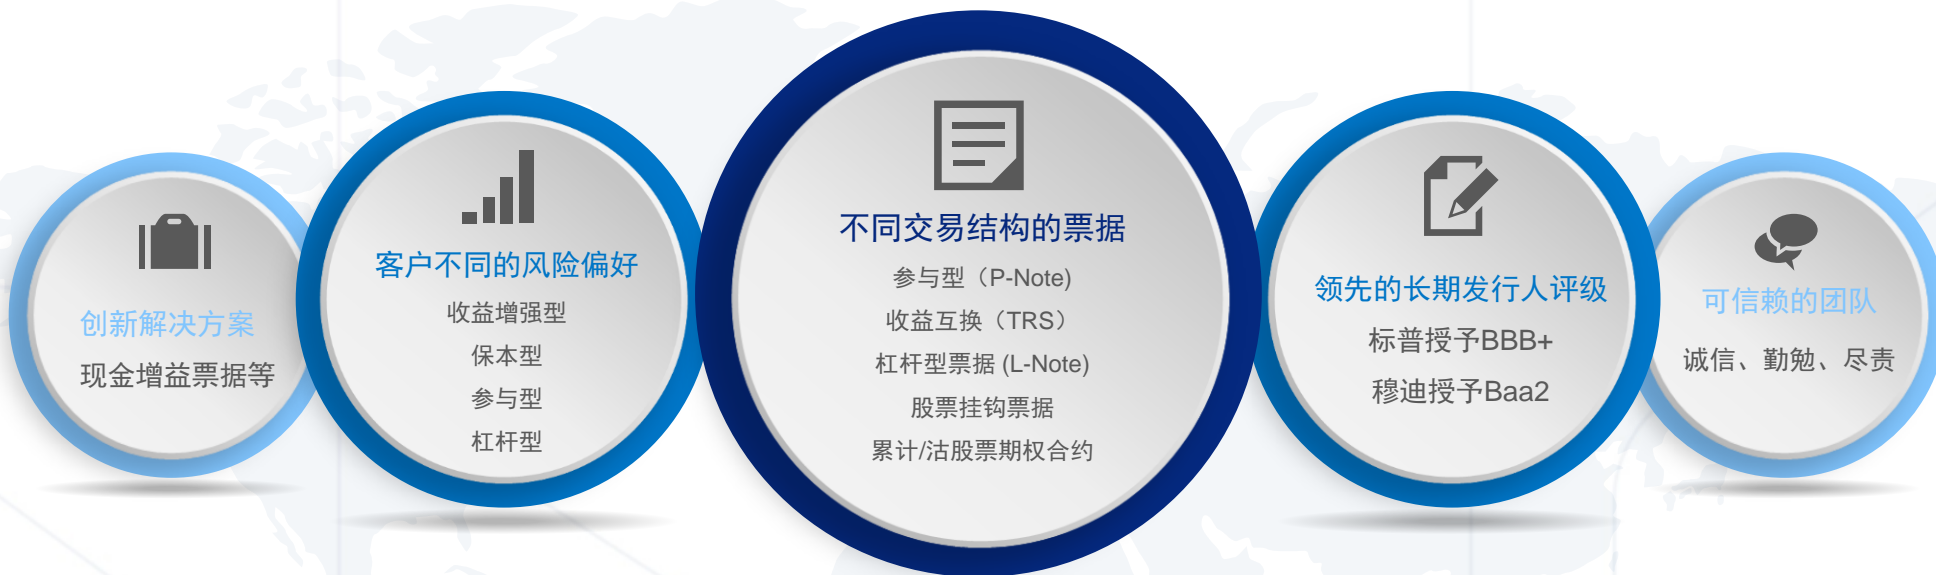 创新解决方案
现金增益票据等
客户不同的风险偏好
收益增强型
保本型
参与型
杠杆型
不同交易结构的票据
参与型（P-Note)
收益互换（TRS）
杠杆型票据 (L-Note)
股票挂钩票据
累计/沽股票期权合约
领先的长期发行人评级
标普授予BBB+
穆迪授予Baa2
可信赖的团队
诚信、勤勉、尽责